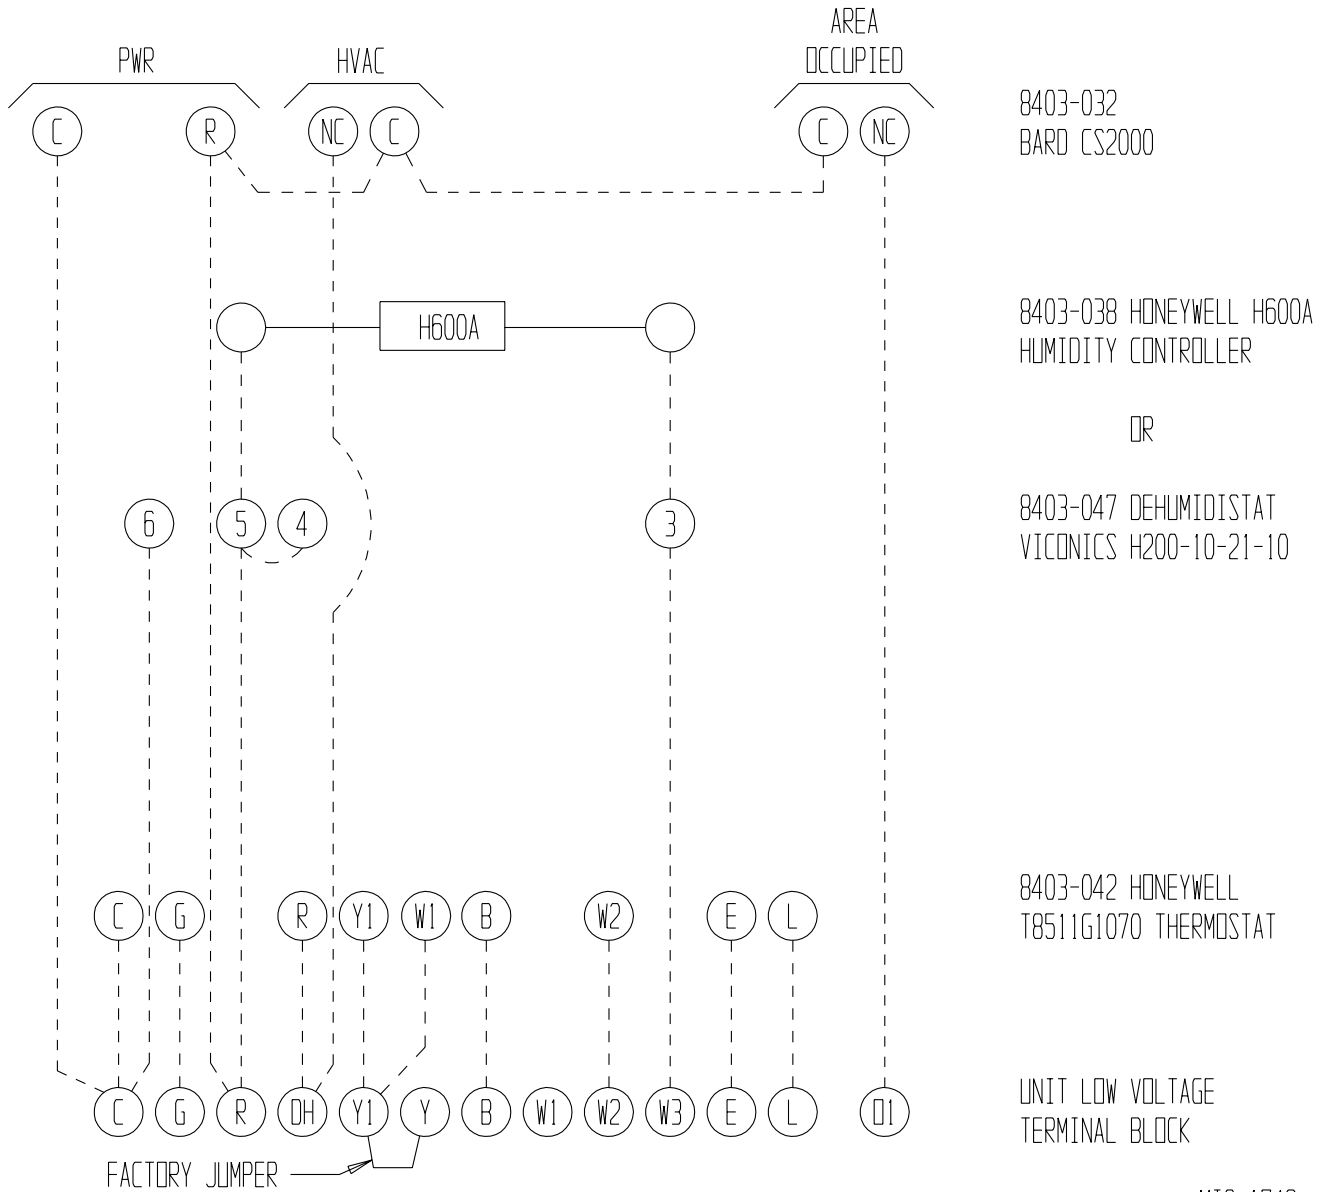 AREA
PWR HVAC OCCUPIED
C R NC C C NC
8403-032
BARD CS2000
H600A
8403-038 HONEYWELL H600A
HUMIDITY CONTROLLER
OR
6 5 4 3
8403-047 DEHUMIDISTAT
VICONICS H200-10-21-10
C G R Y1 W1 B W2 E L
8403-042 HONEYWELL
T8511G1070 THERMOSTAT
C G R DH Y1 Y B W1 W2 W3 E L O1
UNIT LOW VOLTAGE
TERMINAL BLOCK
FACTORY JUMPER